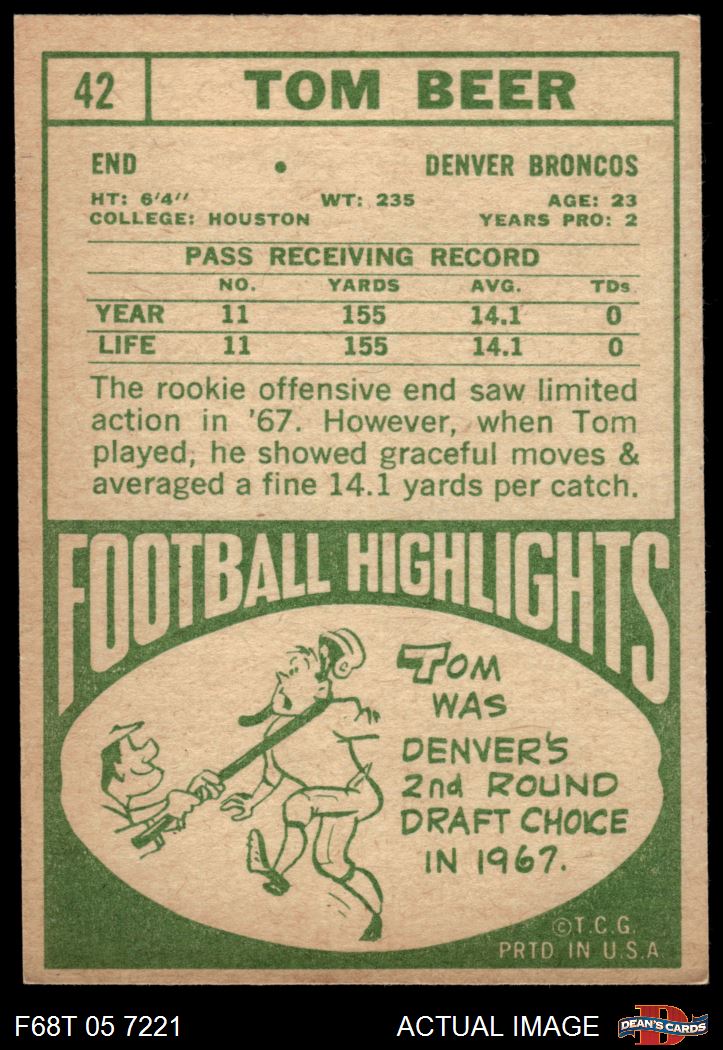 42 TOM BEER
END • DENVER BRONCOS
HT: 6'4" WT: 235 AGE: 23
COLLEGE: HOUSTON YEARS PRO: 2
PASS RECEIVING RECORD
NO. YARDS AVG. TDs
YEAR 11 155 14.1 0
LIFE 11 155 14.1 0
The rookie offensive end saw limited
action in '67. However, when Tom
played, he showed graceful moves &
averaged a fine 14.1 yards per catch.
FOOTBALL HIGHLIGHTS
TOM
WAS
DENVER'S
2nd ROUND
DRAFT CHOICE
IN 1967.
©T.C.G.
PRTD IN U.S.A
F68T 05 7221 ACTUAL IMAGE D DEAN'S CARDS